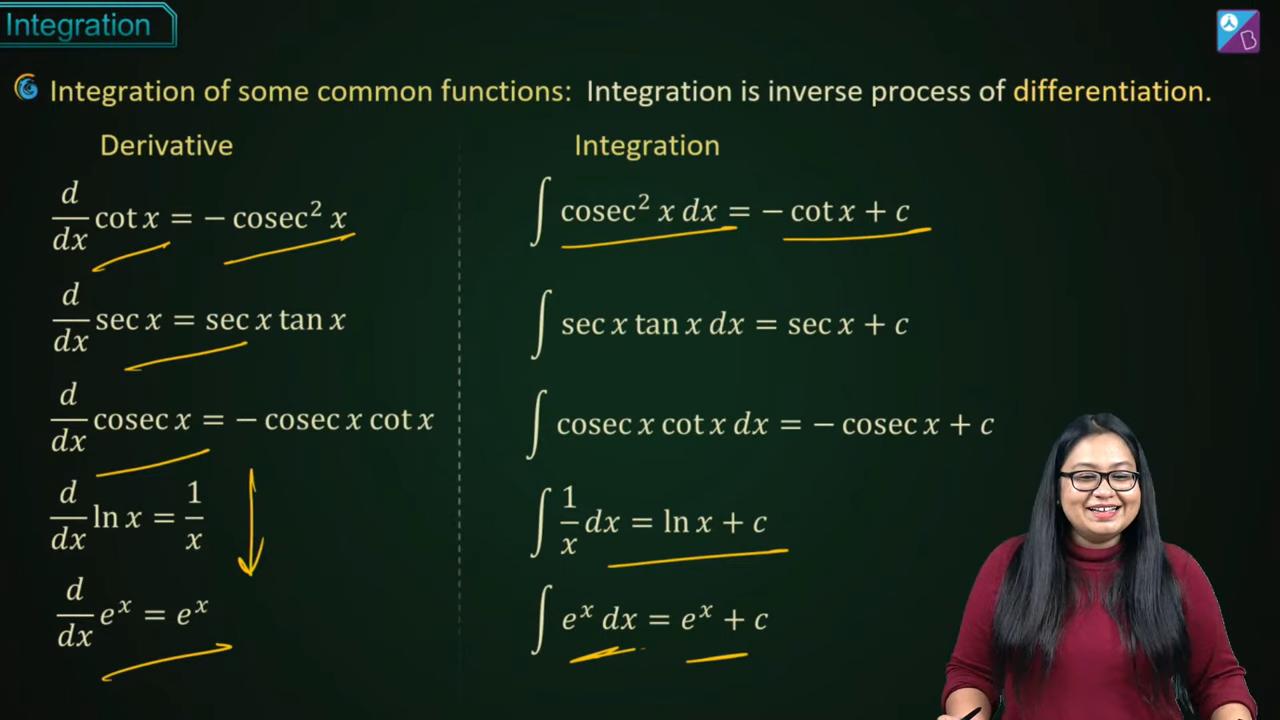 Integration
Integration of some common functions: Integration is inverse process of differentiation.
Derivative
Integration
d/dx cot x = − cosec² x
∫ cosec² x dx = − cot x + c
d/dx sec x = sec x tan x
∫ sec x tan x dx = sec x + c
d/dx cosec x = − cosec x cot x
∫ cosec x cot x dx = − cosec x + c
d/dx ln x = 1/x
∫ 1/x dx = ln x + c
d/dx eˣ = eˣ
∫ eˣ dx = eˣ + c
B